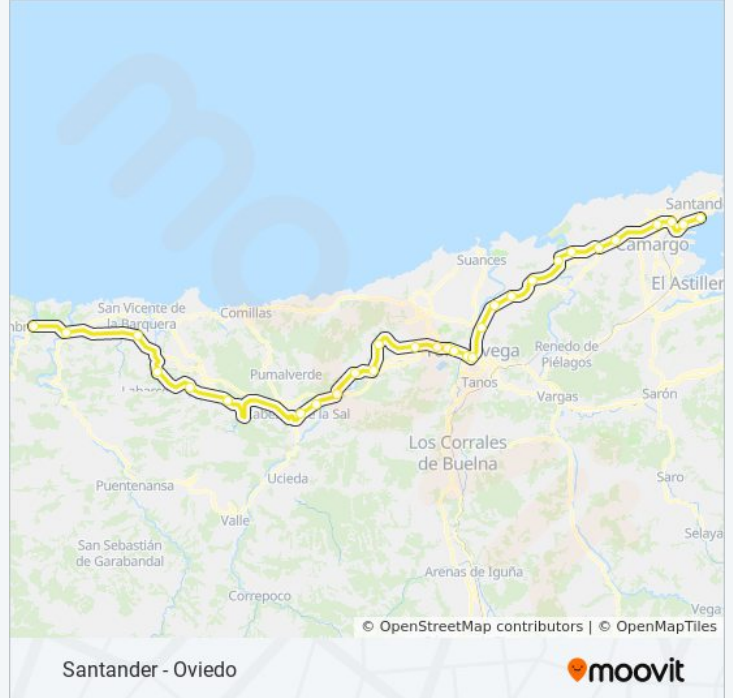 Santand
Camargo
Suances
El Astiller
San Vicente de
la Barquera
Comillas
Renedo de
Piélagos
Pumalverde
Tanos
Vargas
Sarón
la Sal
Los Corrales
de Buelna
Ucieda
Saro
Puentenansa
Valle
Selaya
San Sebastián
de Garabandal
Arenas de Iguña
Correpoco
Vega
© OpenStreetMap contributors | © OpenMapTiles
Santander - Oviedo
moovit